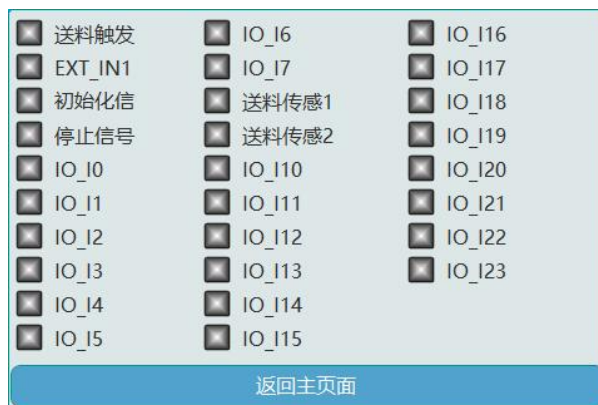 送料触发
EXT_IN1
初始化信
停止信号
IO_I0
IO_I1
IO_I2
IO_I3
IO_I4
IO_I5
IO_I6
IO_I7
送料传感1
送料传感2
IO_I10
IO_I11
IO_I12
IO_I13
IO_I14
IO_I15
IO_I16
IO_I17
IO_I18
IO_I19
IO_I20
IO_I21
IO_I22
IO_I23
返回主页面